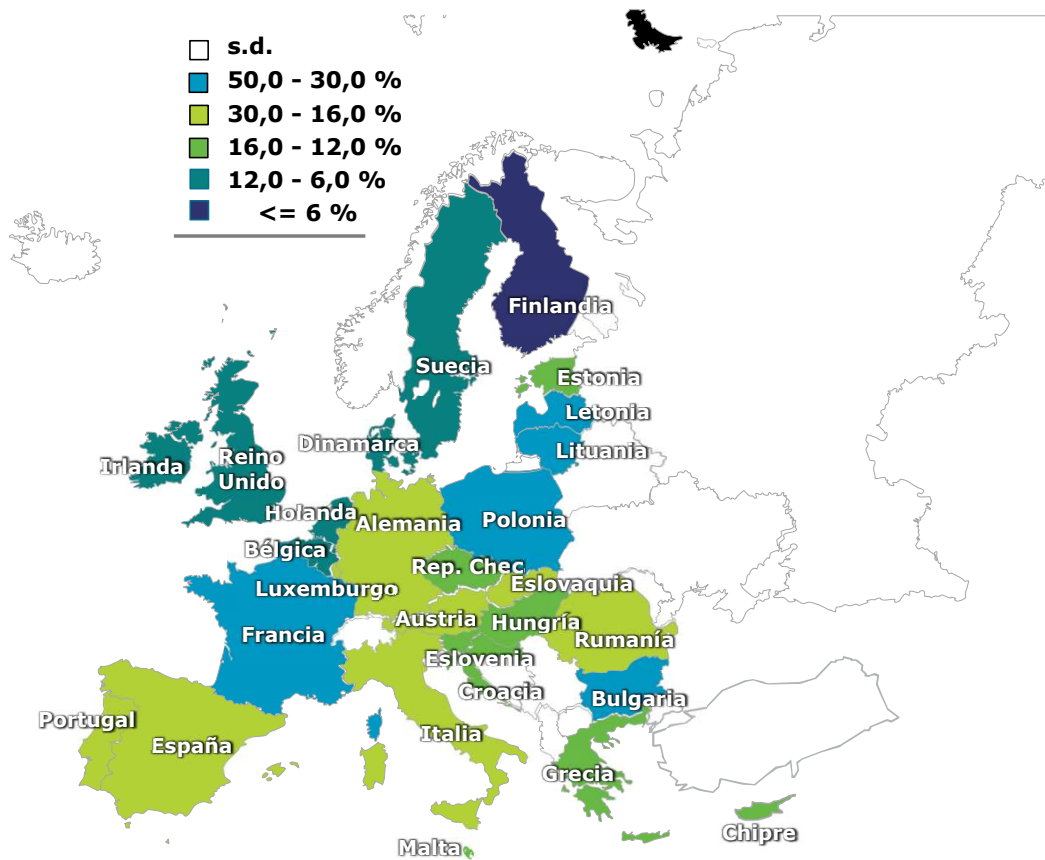 s.d.
50,0 - 30,0 %
30,0 - 16,0 %
16,0 - 12,0 %
12,0 - 6,0 %
<= 6 %
Finlandia
Suecia
Estonia
Letonia
Dinamarca
Lituania
Irlanda
Reino
Unido
Holanda
Alemania
Polonia
Bélgica
Rep. Chec
Luxemburgo
Eslovaquia
Austria
Hungría
Francia
Rumanía
Eslovenia
Croacia
Bulgaria
Portugal
España
Italia
Grecia
Chipre
Malta